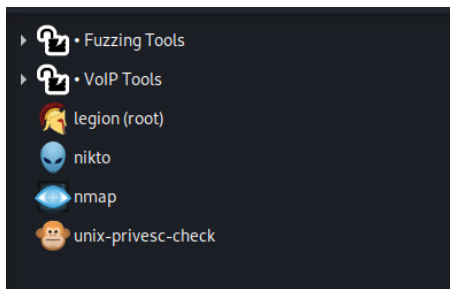 • Fuzzing Tools
• VoIP Tools
legion (root)
nikto
nmap
unix-privesc-check